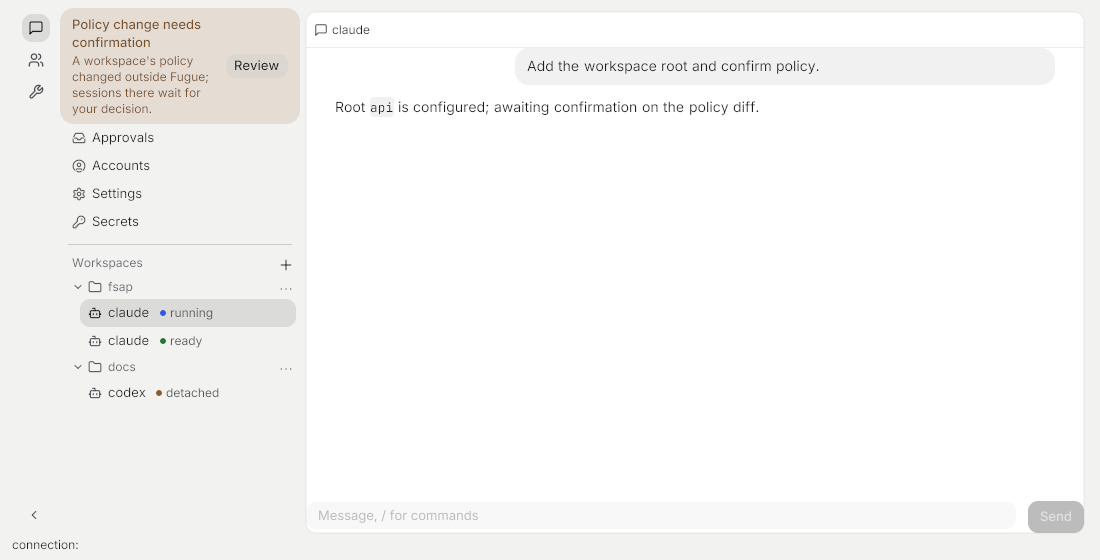 Policy change needs
confirmation
A workspace's policy
changed outside Fugue;
sessions there wait for
your decision.
Review
Approvals
Accounts
Settings
Secrets
Workspaces
fsap
claude running
claude ready
docs
codex detached
connection:
claude
Add the workspace root and confirm policy.
Root api is configured; awaiting confirmation on the policy diff.
Message, / for commands
Send